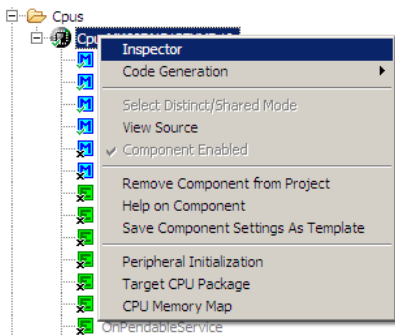 Cpus
Inspector
Code Generation
Select Distinct/Shared Mode
View Source
Component Enabled
Remove Component from Project
Help on Component
Save Component Settings As Template
Peripheral Initialization
Target CPU Package
CPU Memory Map
OnPendableService